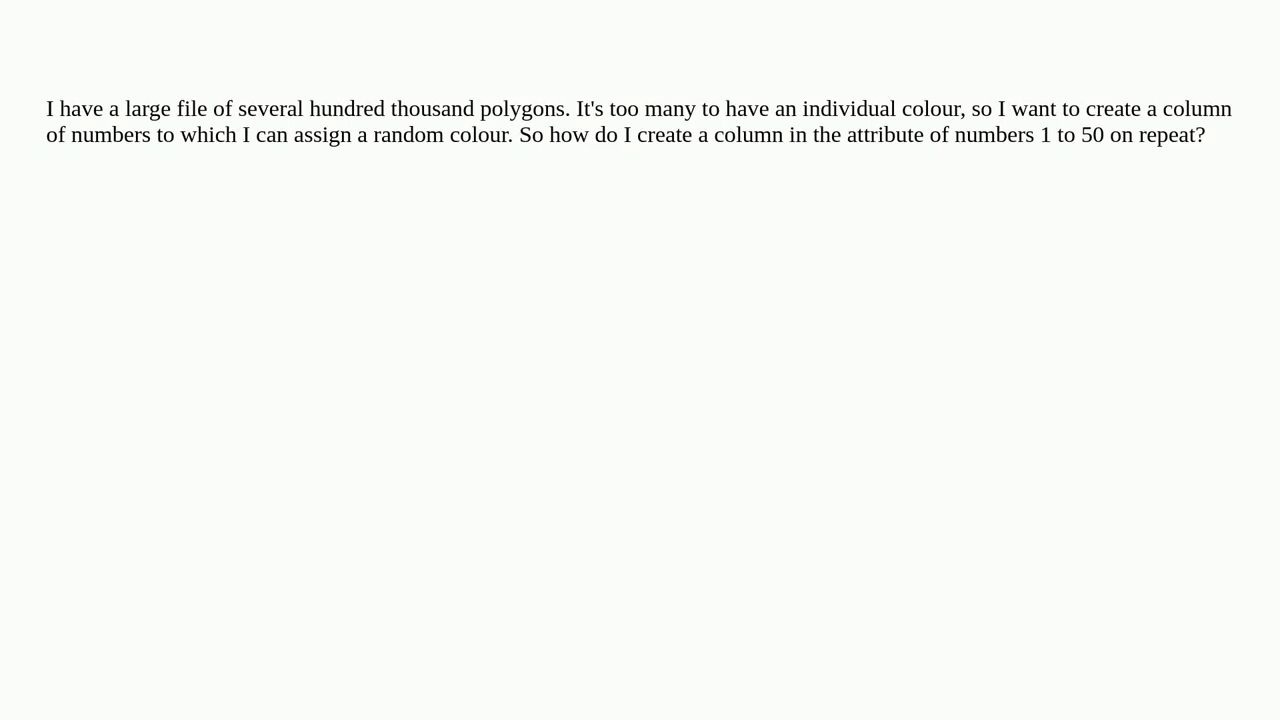 I have a large file of several hundred thousand polygons. It's too many to have an individual colour, so I want to create a column
of numbers to which I can assign a random colour. So how do I create a column in the attribute of numbers 1 to 50 on repeat?